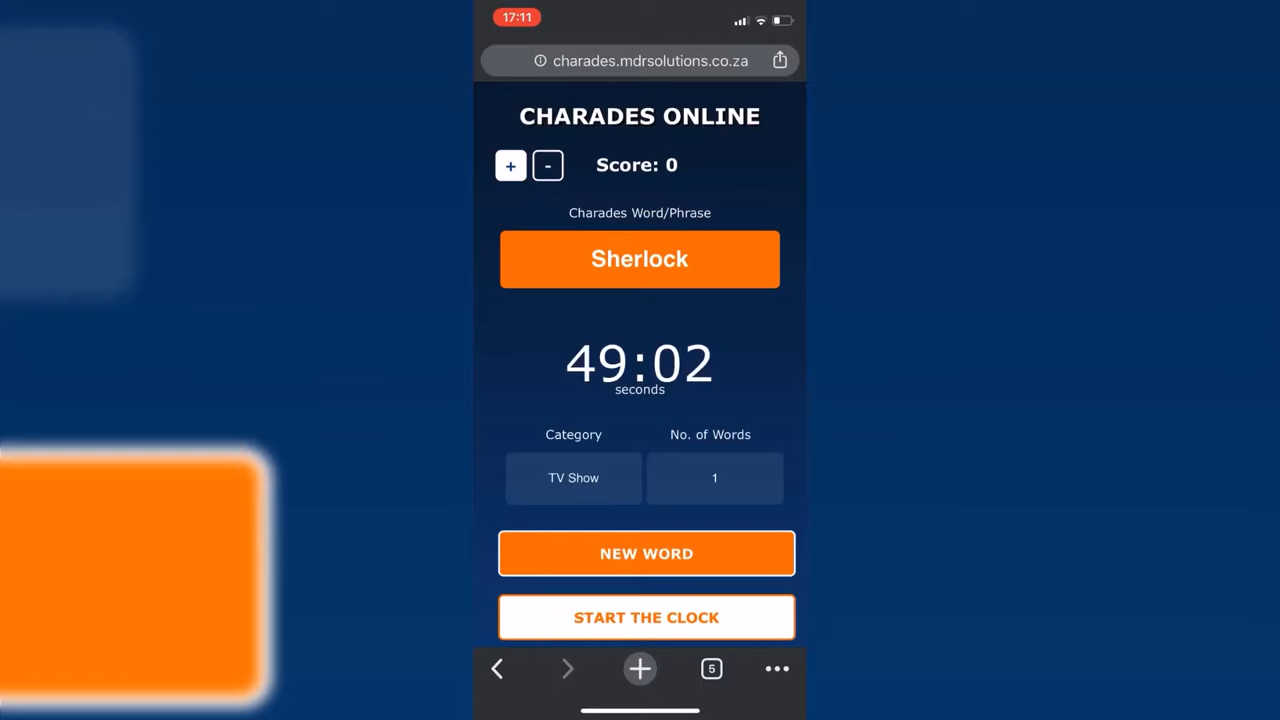 17:11
charades.mdrsolutions.co.za
CHARADES ONLINE
+ - Score: 0
Charades Word/Phrase
Sherlock
49:02
seconds
Category No. of Words
TV Show 1
NEW WORD
START THE CLOCK
5